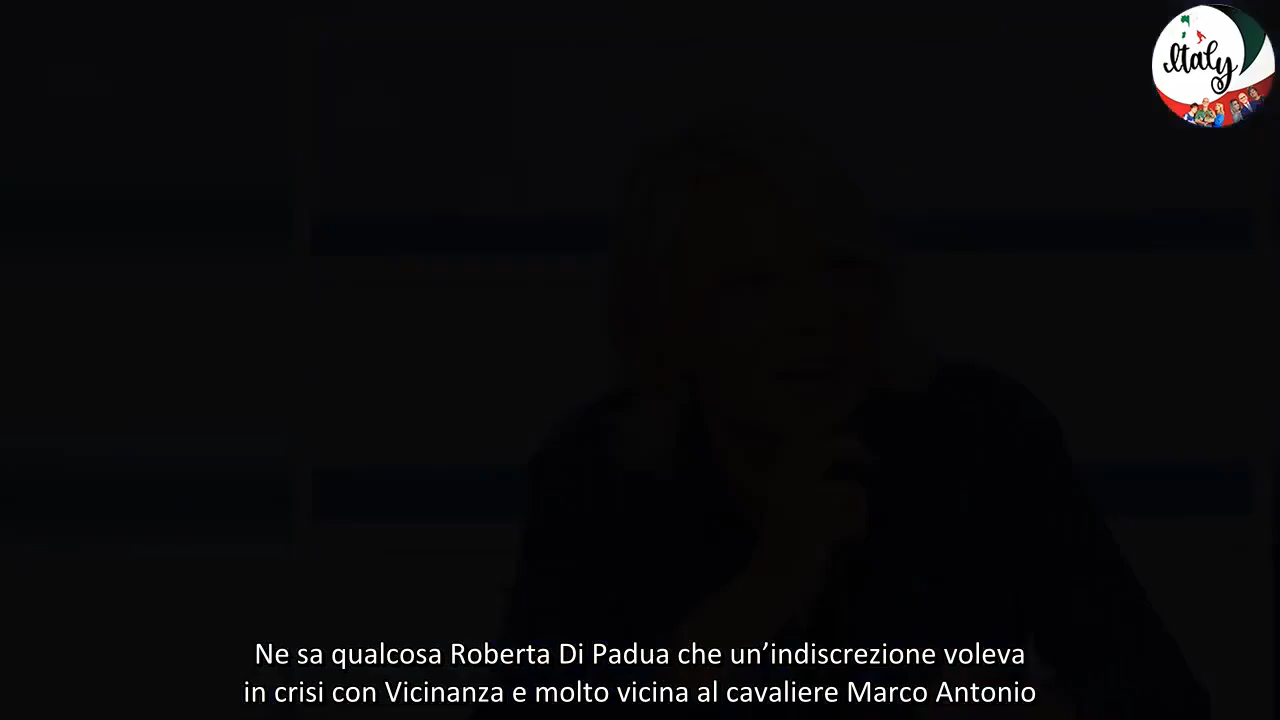 Italy
Ne sa qualcosa Roberta Di Padua che un’indiscrezione voleva
in crisi con Vicinanza e molto vicina al cavaliere Marco Antonio